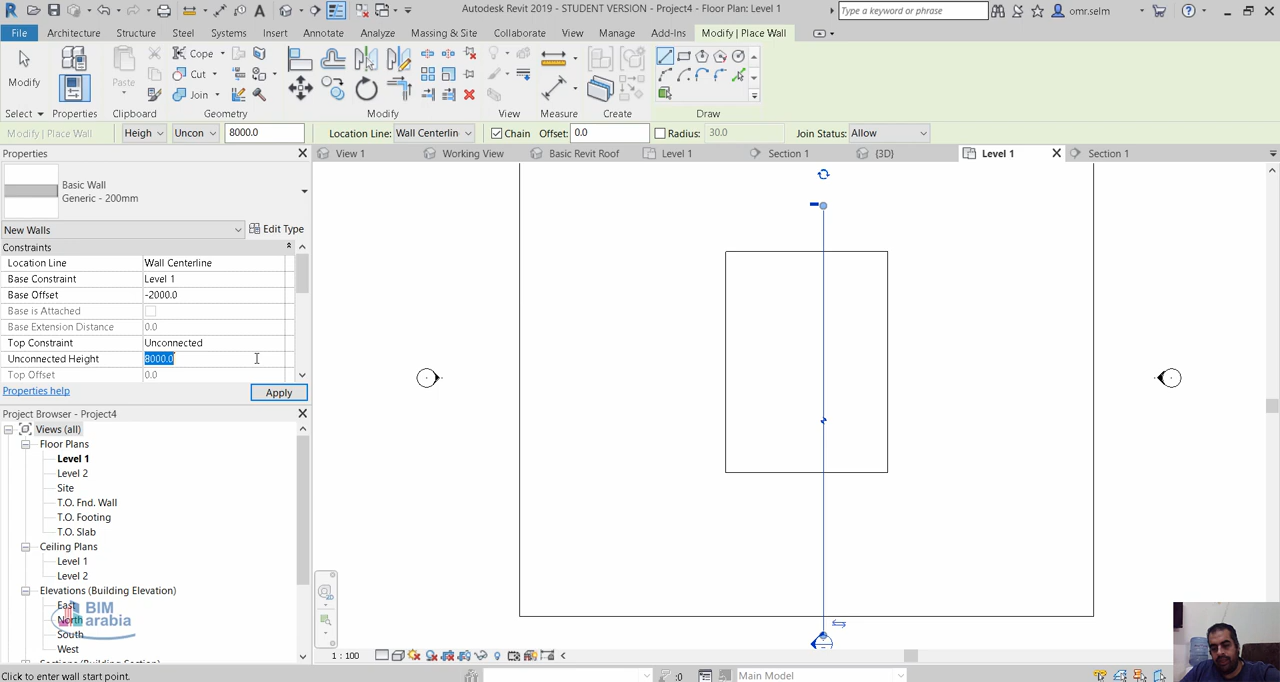 Autodesk Revit 2019 - STUDENT VERSION - Project4 - Floor Plan: Level 1
Type a keyword or phrase
omr.selm
File
Architecture
Structure
Steel
Systems
Insert
Annotate
Analyze
Massing & Site
Collaborate
View
Manage
Add-Ins
Modify | Place Wall
Modify
Paste
Cope
Cut
Join
Select
Properties
Clipboard
Geometry
Modify
View
Measure
Create
Draw
Modify | Place Wall
Heigh
Uncon
8000.0
Location Line: Wall Centerlin
Chain
Offset: 0.0
Radius: 30.0
Join Status: Allow
Properties
View 1
Working View
Basic Revit Roof
Level 1
Section 1
{3D}
Level 1
Section 1
Basic Wall
Generic - 200mm
New Walls
Edit Type
Constraints
Location Line Wall Centerline
Base Constraint Level 1
Base Offset -2000.0
Base is Attached
Base Extension Distance 0.0
Top Constraint Unconnected
Unconnected Height 8000.0
Top Offset 0.0
Properties help
Apply
Project Browser - Project4
Views (all)
Floor Plans
Level 1
Level 2
Site
T.O. Fnd. Wall
T.O. Footing
T.O. Slab
Ceiling Plans
Level 1
Level 2
Elevations (Building Elevation)
East
North
South
West
BIM
arabia
1 : 100
Click to enter wall start point.
:0
Main Model